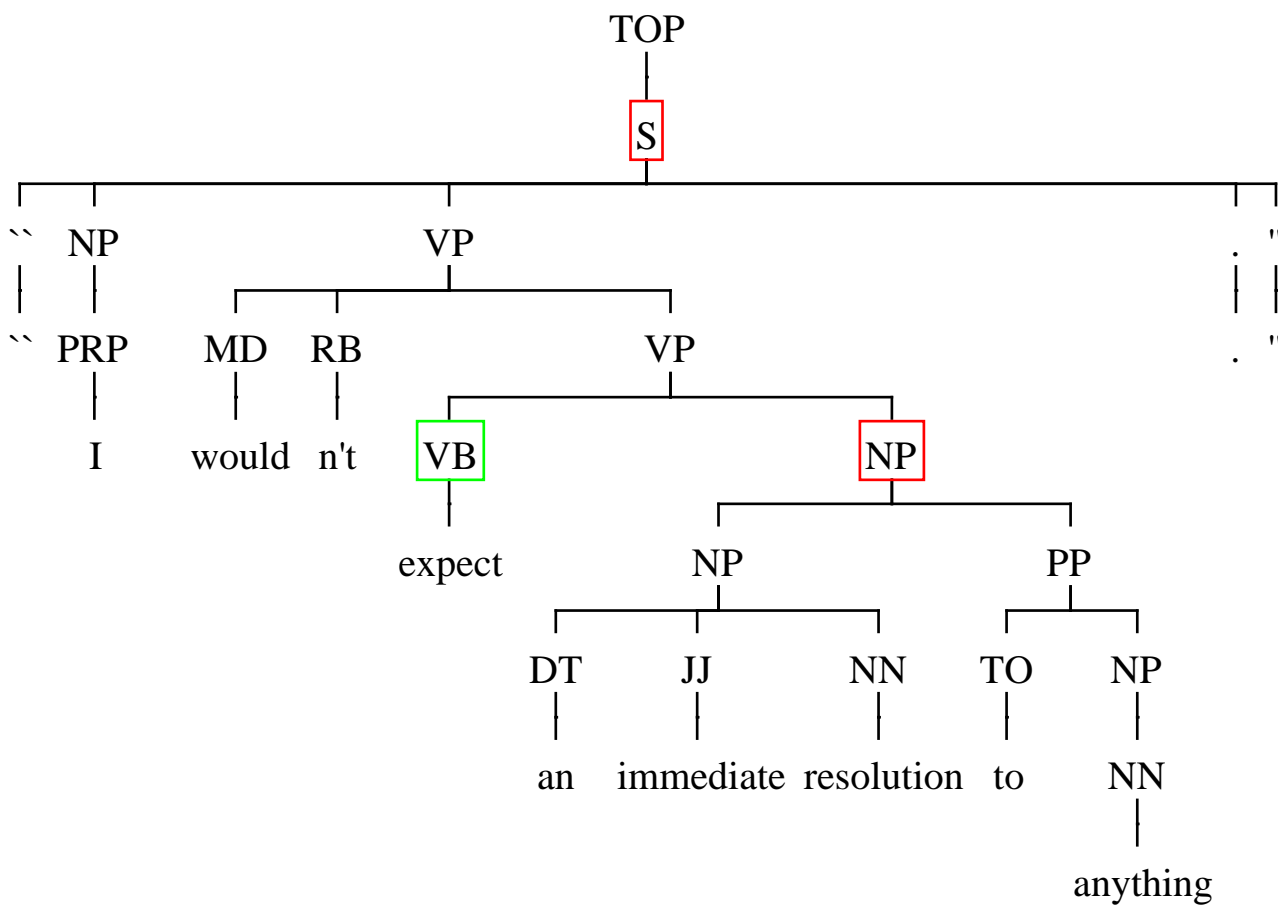 TOP
S
`` NP VP . "
`` PRP MD RB VP . "
I would n't VB NP
expect NP PP
DT JJ NN TO NP
an immediate resolution to NN
anything